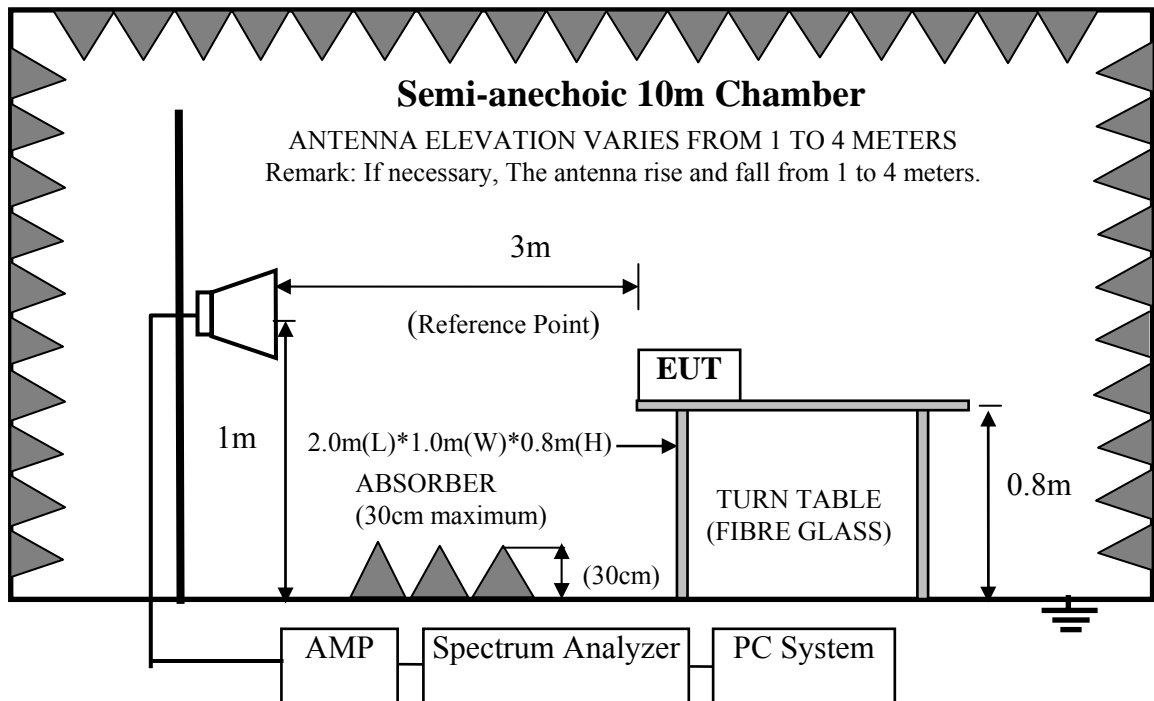 Semi-anechoic 10m Chamber
ANTENNA ELEVATION VARIES FROM 1 TO 4 METERS
Remark: If necessary, The antenna rise and fall from 1 to 4 meters.
3m
(Reference Point)
EUT
1m
2.0m(L)*1.0m(W)*0.8m(H)
ABSORBER
(30cm maximum)
(30cm)
TURN TABLE
(FIBRE GLASS)
0.8m
AMP
Spectrum Analyzer
PC System